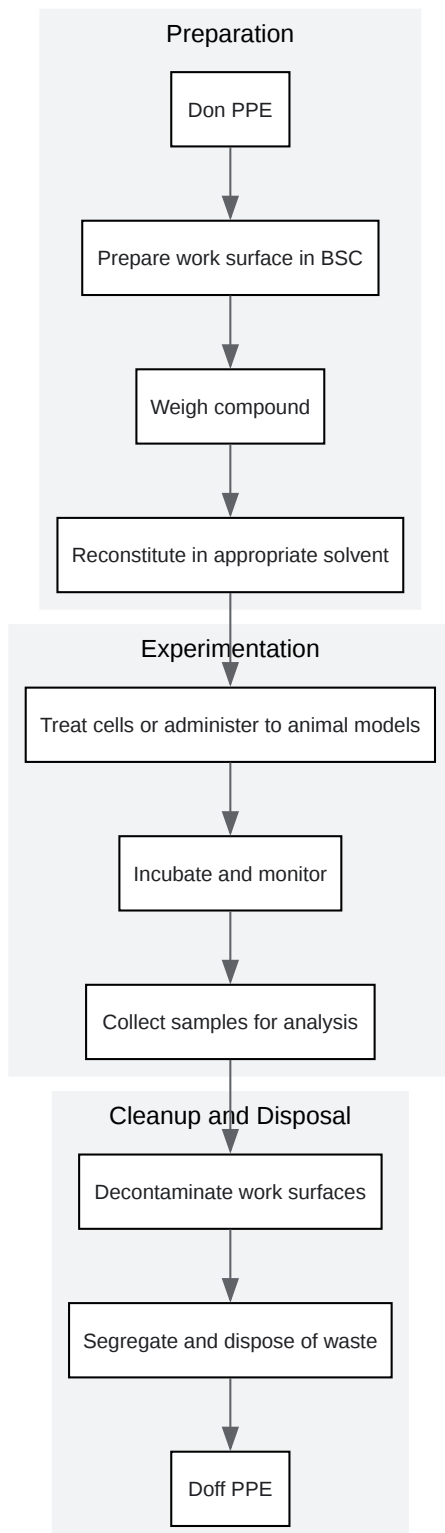 Preparation
Don PPE
Prepare work surface in BSC
Weigh compound
Reconstitute in appropriate solvent
Experimentation
Treat cells or administer to animal models
Incubate and monitor
Collect samples for analysis
Cleanup and Disposal
Decontaminate work surfaces
Segregate and dispose of waste
Doff PPE